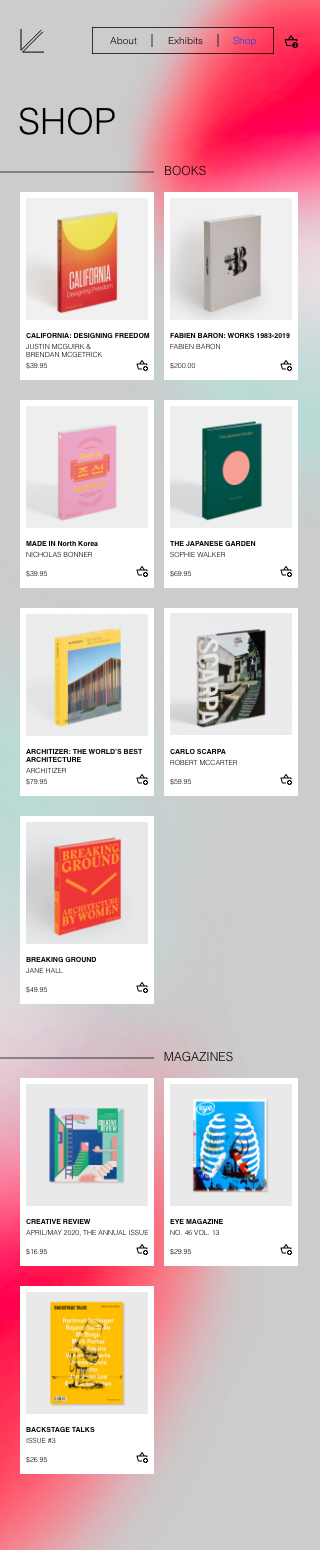 About
Exhibits
Shop
SHOP
BOOKS
CALIFORNIA
Designing Freedom
CALIFORNIA: DESIGNING FREEDOM
JUSTIN MCGUIRK &
BRENDAN MCGETRICK
$39.95
B
FABIEN BARON: WORKS 1983-2019
FABIEN BARON
$200.00
조선
MADE IN North Korea
NICHOLAS BONNER
$39.95
The Japanese Garden
THE JAPANESE GARDEN
SOPHIE WALKER
$69.95
ARCHITIZER: THE WORLD'S BEST
ARCHITECTURE
ARCHITIZER
$79.95
SCARPA
CARLO SCARPA
ROBERT MCCARTER
$59.95
BREAKING
GROUND
ARCHITECTURE
BY WOMEN
BREAKING GROUND
JANE HALL
$49.95
MAGAZINES
CREATIVE
REVIEW
CREATIVE REVIEW
APRIL/MAY 2020, THE ANNUAL ISSUE
$16.95
eye
EYE MAGAZINE
NO. 46 VOL. 13
$29.95
BACKSTAGE TALKS
BACKSTAGE TALKS
ISSUE #3
$26.95